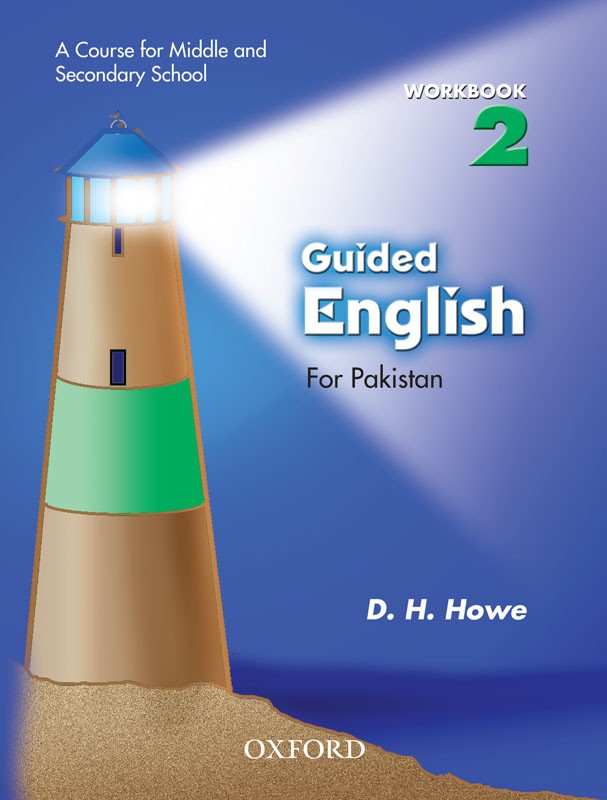 A Course for Middle and
Secondary School
WORKBOOK
2
Guided
English
For Pakistan
D. H. Howe
OXFORD